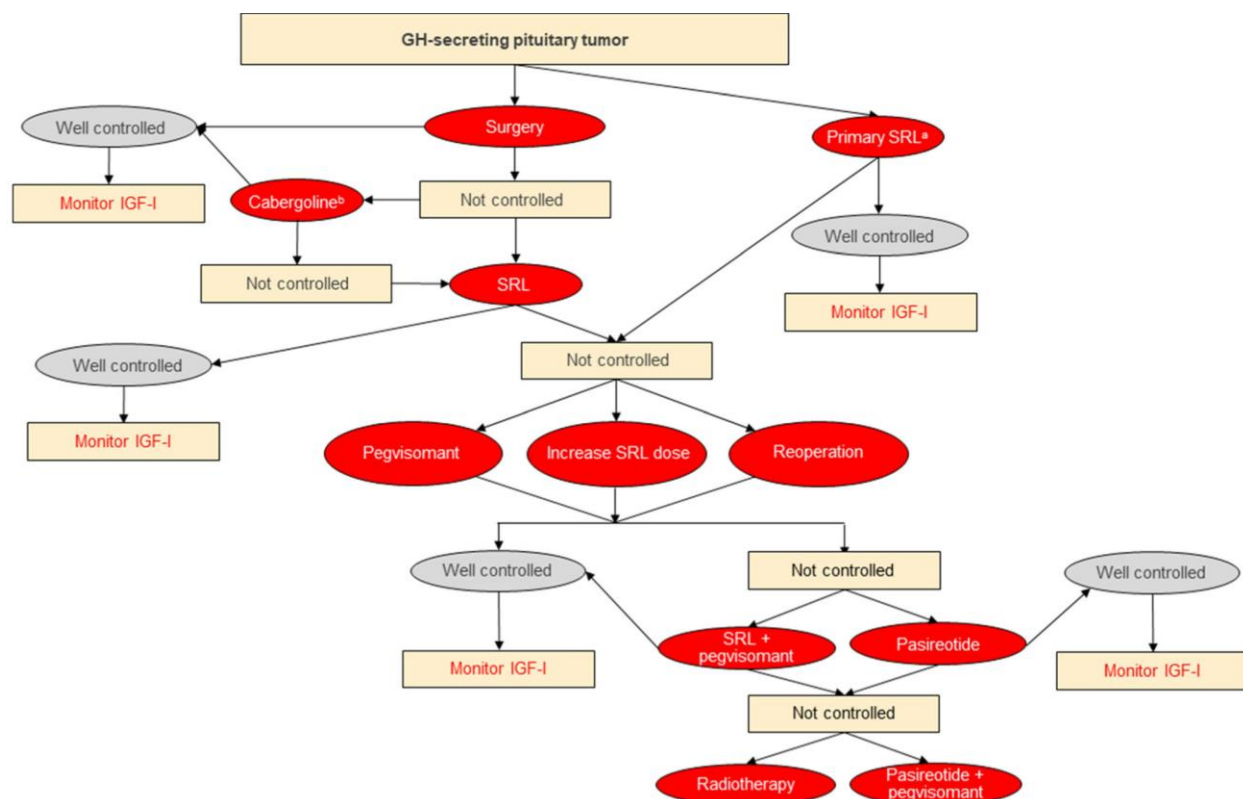 GH-secreting pituitary tumor
Well controlled
Surgery
Primary SRLᵃ
Monitor IGF-I
Cabergolineᵇ
Not controlled
Well controlled
Not controlled
SRL
Monitor IGF-I
Well controlled
Not controlled
Monitor IGF-I
Pegvisomant
Increase SRL dose
Reoperation
Well controlled
Not controlled
Well controlled
SRL +
pegvisomant
Pasireotide
Monitor IGF-I
Monitor IGF-I
Not controlled
Radiotherapy
Pasireotide +
pegvisomant